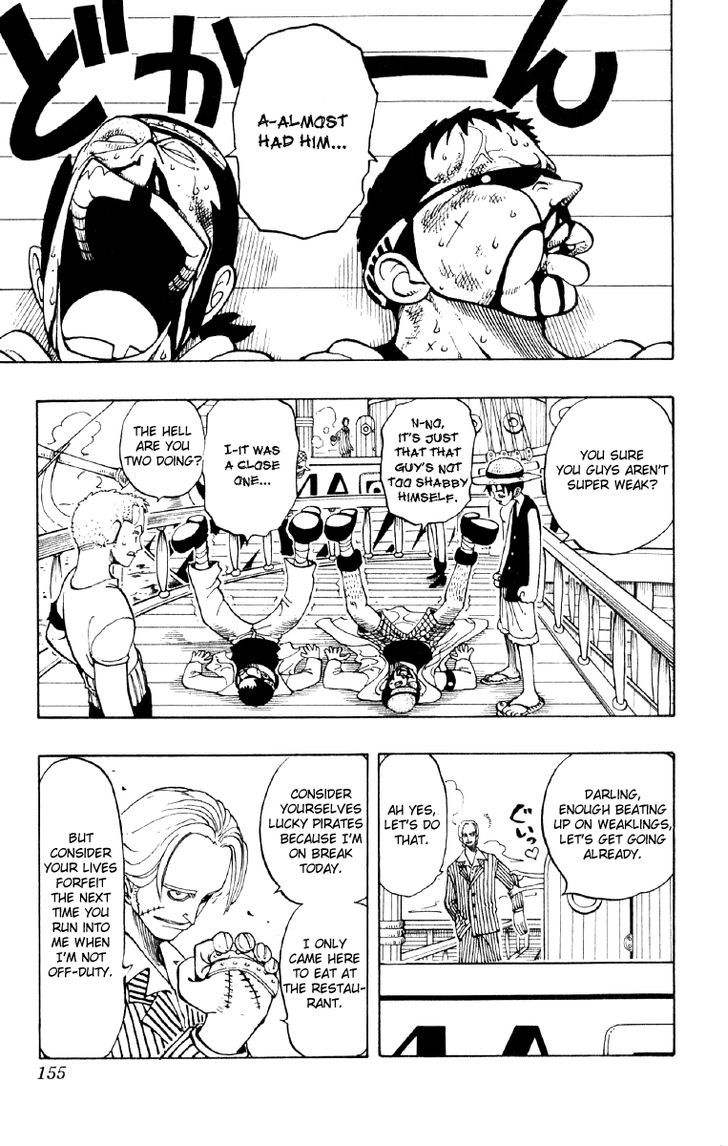 どかーん
A-ALMOST
HAD HIM...
YOU SURE
YOU GUYS AREN'T
SUPER WEAK?
N-NO,
IT'S JUST
THAT THAT
GUY'S NOT
TOO SHABBY
HIMSELF.
I-IT WAS
A CLOSE
ONE...
THE HELL
ARE YOU
TWO DOING?
MA
DARLING,
ENOUGH BEATING
UP ON WEAKLINGS,
LET'S GET GOING
ALREADY.
ぐいっ♡
AH YES,
LET'S DO
THAT.
MA
CONSIDER
YOURSELVES
LUCKY PIRATES
BECAUSE I'M
ON BREAK
TODAY.
I ONLY
CAME HERE
TO EAT AT
THE RESTAU-
RANT.
BUT
CONSIDER
YOUR LIVES
FORFEIT
THE NEXT
TIME YOU
RUN INTO
ME WHEN
I'M NOT
OFF-DUTY.
155